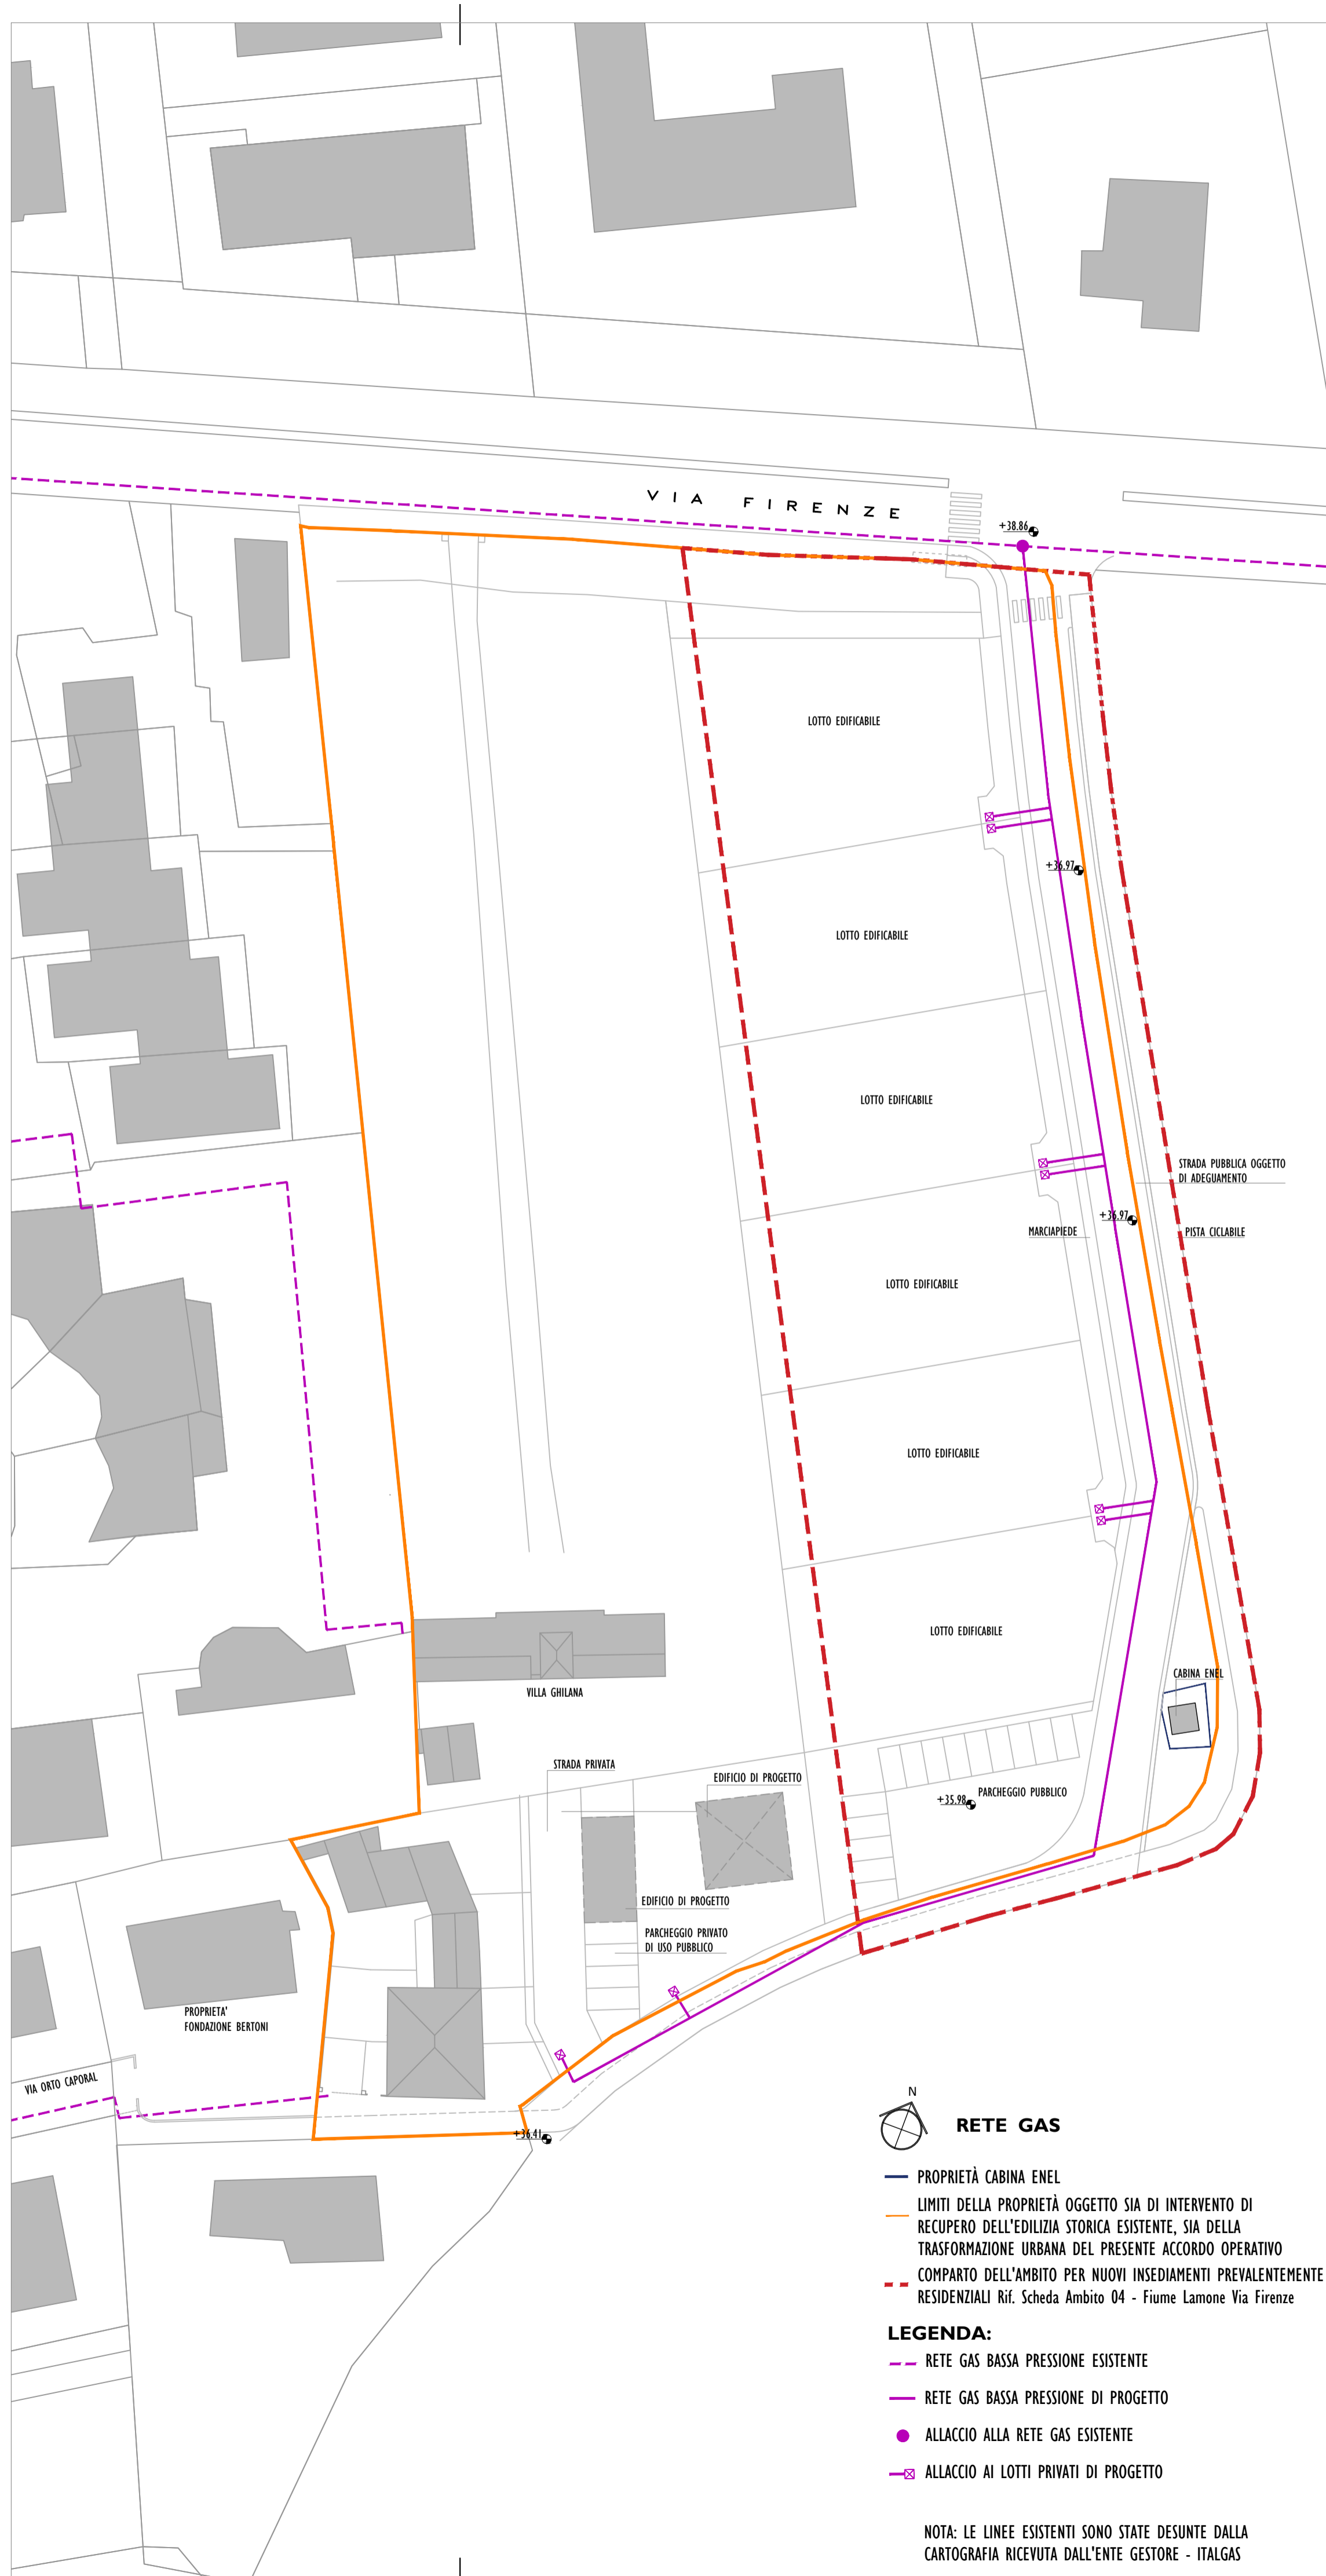 VIA FIRENZE
+38.86
LOTTO EDIFICABILE
+36.97
LOTTO EDIFICABILE
LOTTO EDIFICABILE
STRADA PUBBLICA OGGETTO
DI ADEGUAMENTO
+36.97
MARCIAPIEDE
PISTA CICLABILE
LOTTO EDIFICABILE
LOTTO EDIFICABILE
LOTTO EDIFICABILE
CABINA ENEL
VILLA GHILANA
STRADA PRIVATA
EDIFICIO DI PROGETTO
PARCHEGGIO PUBBLICO
+35.98
EDIFICIO DI PROGETTO
PARCHEGGIO PRIVATO
DI USO PUBBLICO
PROPRIETA'
FONDAZIONE BERTONI
VIA ORTO CAPORAL
+36.41
N
RETE GAS
PROPRIETÀ CABINA ENEL
LIMITI DELLA PROPRIETÀ OGGETTO SIA DI INTERVENTO DI
RECUPERO DELL'EDILIZIA STORICA ESISTENTE, SIA DELLA
TRASFORMAZIONE URBANA DEL PRESENTE ACCORDO OPERATIVO
COMPARTO DELL'AMBITO PER NUOVI INSEDIAMENTI PREVALENTEMENTE
RESIDENZIALI Rif. Scheda Ambito 04 - Fiume Lamone Via Firenze
LEGENDA:
RETE GAS BASSA PRESSIONE ESISTENTE
RETE GAS BASSA PRESSIONE DI PROGETTO
ALLACCIO ALLA RETE GAS ESISTENTE
ALLACCIO AI LOTTI PRIVATI DI PROGETTO
NOTA: LE LINEE ESISTENTI SONO STATE DESUNTE DALLA
CARTOGRAFIA RICEVUTA DALL'ENTE GESTORE - ITALGAS